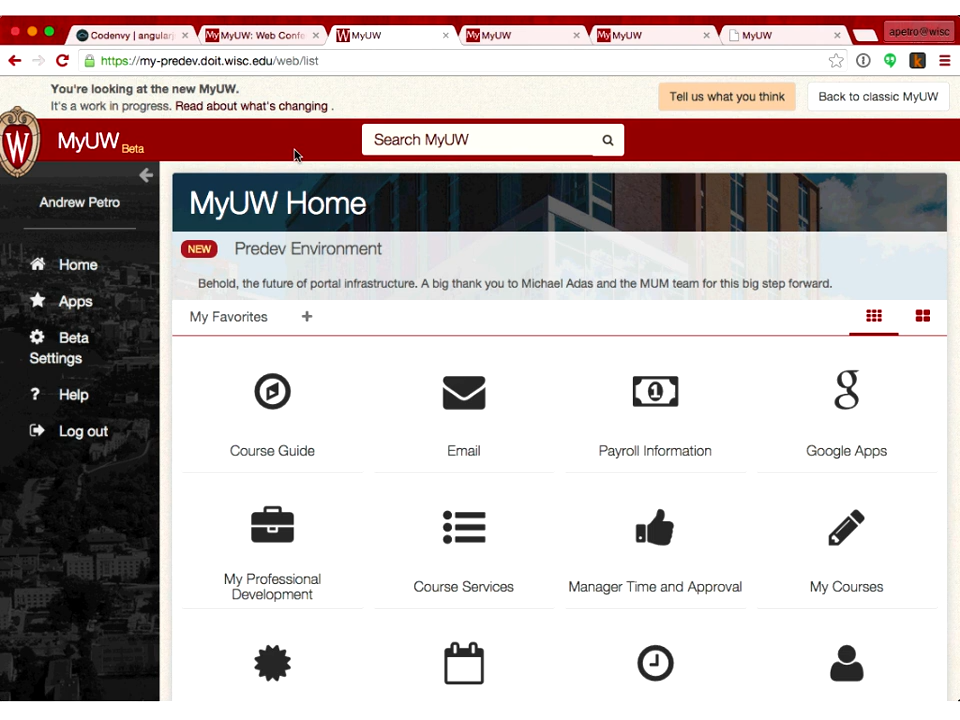 Codenvy | angularj
My MyUW: Web Confe
W MyUW
My MyUW
My MyUW
MyUW
apetro@wisc
https://my-predev.doit.wisc.edu/web/list
You're looking at the new MyUW.
It's a work in progress. Read about what's changing .
Tell us what you think
Back to classic MyUW
W
MyUW Beta
Search MyUW
Andrew Petro
Home
Apps
Beta
Settings
? Help
Log out
MyUW Home
NEW Predev Environment
Behold, the future of portal infrastructure. A big thank you to Michael Adas and the MUM team for this big step forward.
My Favorites +
Course Guide
Email
Payroll Information
Google Apps
My Professional
Development
Course Services
Manager Time and Approval
My Courses